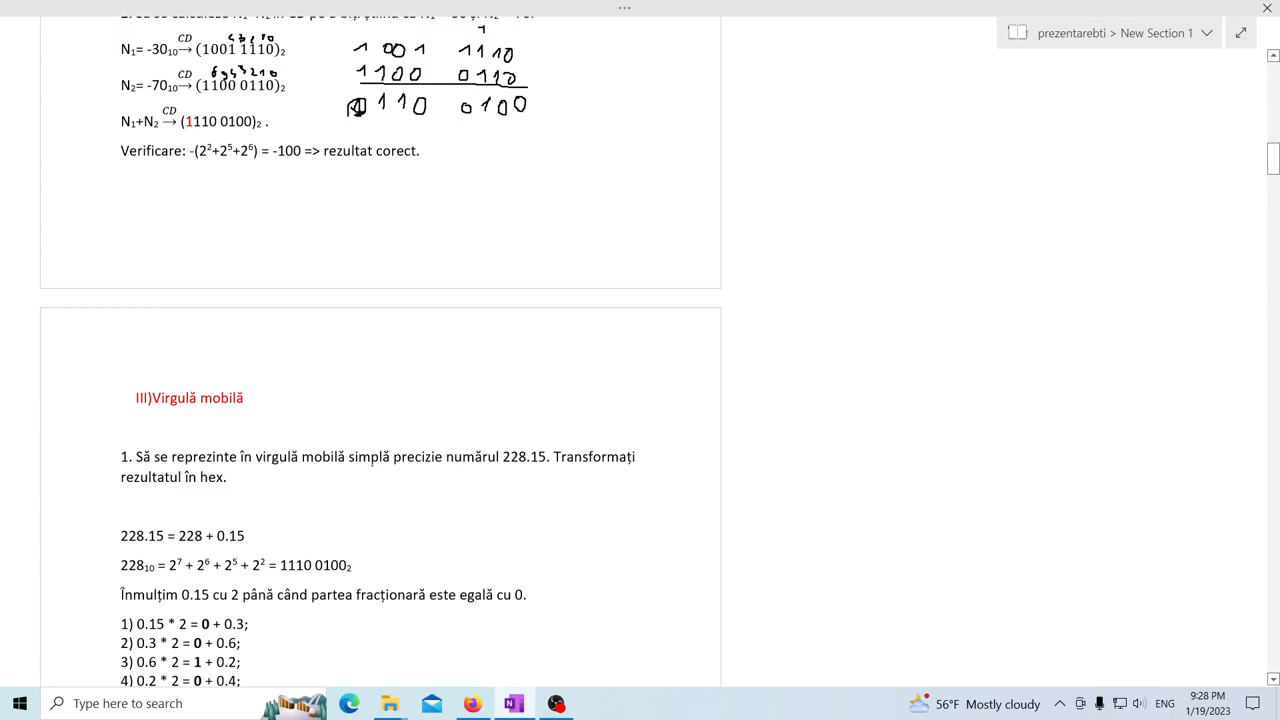 prezentarebti > New Section 1
N₁= -30₁₀ →CD (1001 1110)₂
N₂= -70₁₀ →CD (1100 0110)₂
N₁+N₂ →CD (1110 0100)₂ .
Verificare: -(2²+2⁵+2⁶) = -100 => rezultat corect.
1
1001 1110
1100 0110
110 0100
III)Virgulă mobilă
1. Să se reprezinte în virgulă mobilă simplă precizie numărul 228.15. Transformați
rezultatul în hex.
228.15 = 228 + 0.15
228₁₀ = 2⁷ + 2⁶ + 2⁵ + 2² = 1110 0100₂
Înmulțim 0.15 cu 2 până când partea fracționară este egală cu 0.
1) 0.15 * 2 = 0 + 0.3;
2) 0.3 * 2 = 0 + 0.6;
3) 0.6 * 2 = 1 + 0.2;
4) 0.2 * 2 = 0 + 0.4;
Type here to search
56°F Mostly cloudy
ENG
9:28 PM
1/19/2023